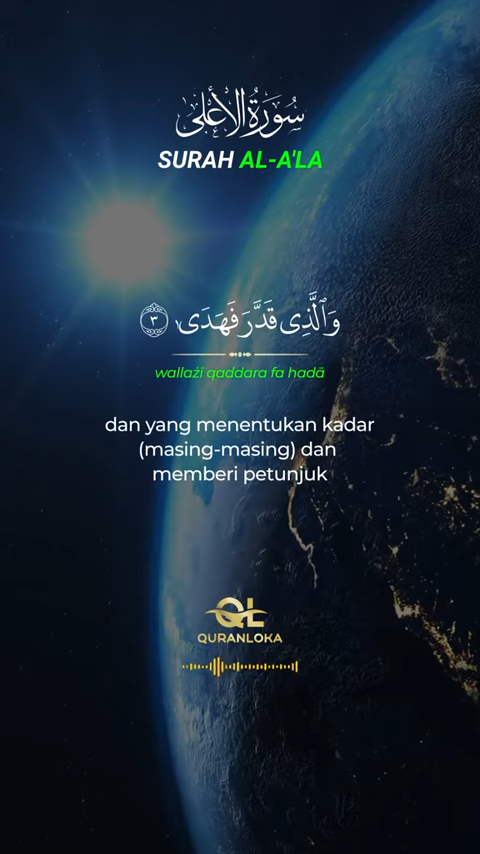 سُورَةُ الأَعْلَى
SURAH AL-A'LA
وَالَّذِي قَدَّرَ فَهَدَى ٣
wallażī qaddara fa hadā
dan yang menentukan kadar
(masing-masing) dan
memberi petunjuk
QL
QURANLOKA